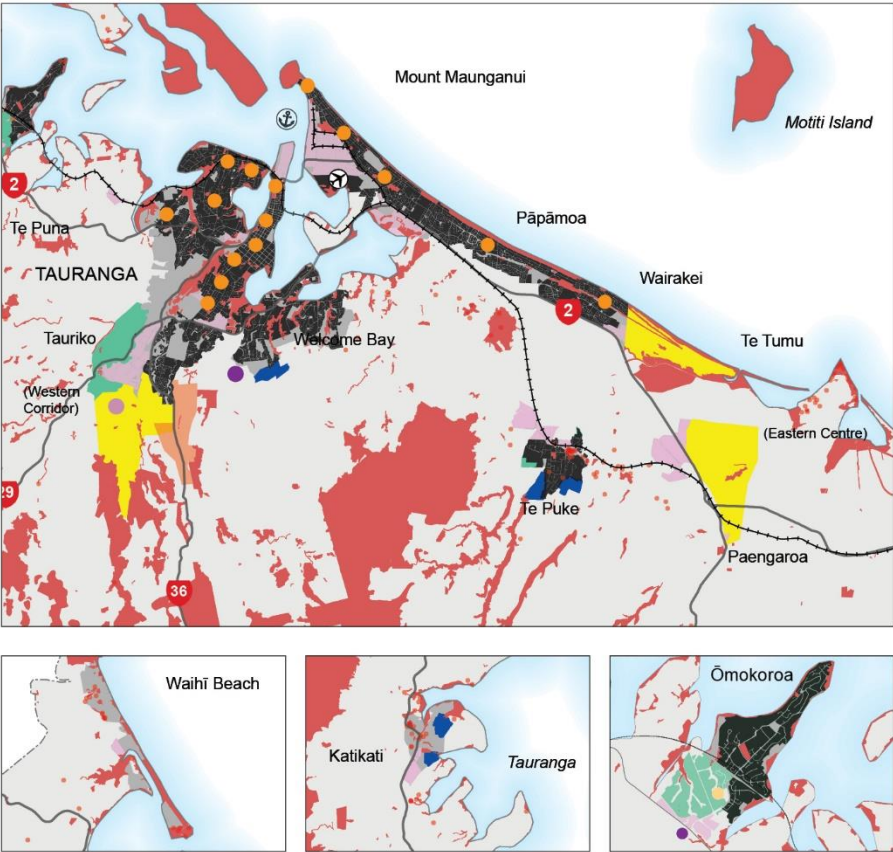 Mount Maunganui
Motiti Island
2
Te Puna
Pāpāmoa
TAURANGA
Wairakei
2
Tauriko
Welcome Bay
Te Tumu
(Western
Corridor)
(Eastern Centre)
29
Te Puke
Paengaroa
36
Waihī Beach
Katikati
Tauranga
Ōmokoroa